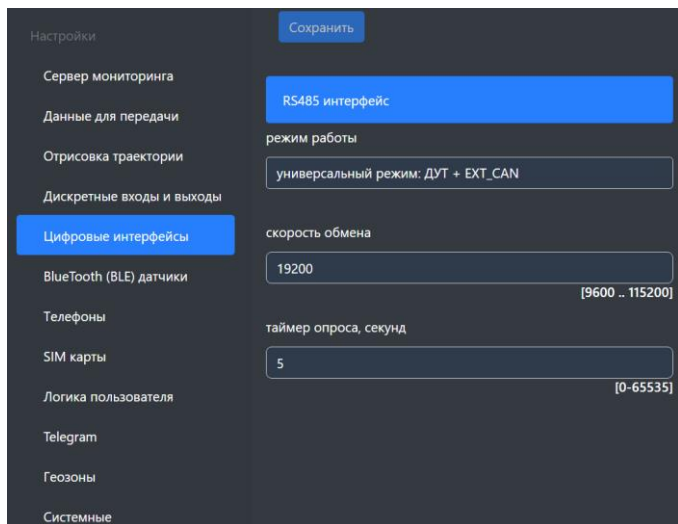 Настройки
Сервер мониторинга
Данные для передачи
Отрисовка траектории
Дискретные входы и выходы
Цифровые интерфейсы
BlueTooth (BLE) датчики
Телефоны
SIM карты
Логика пользователя
Telegram
Геозоны
Системные
Сохранить
RS485 интерфейс
режим работы
универсальный режим: ДУТ + EXT_CAN
скорость обмена
19200
[9600 .. 115200]
таймер опроса, секунд
5
[0-65535]